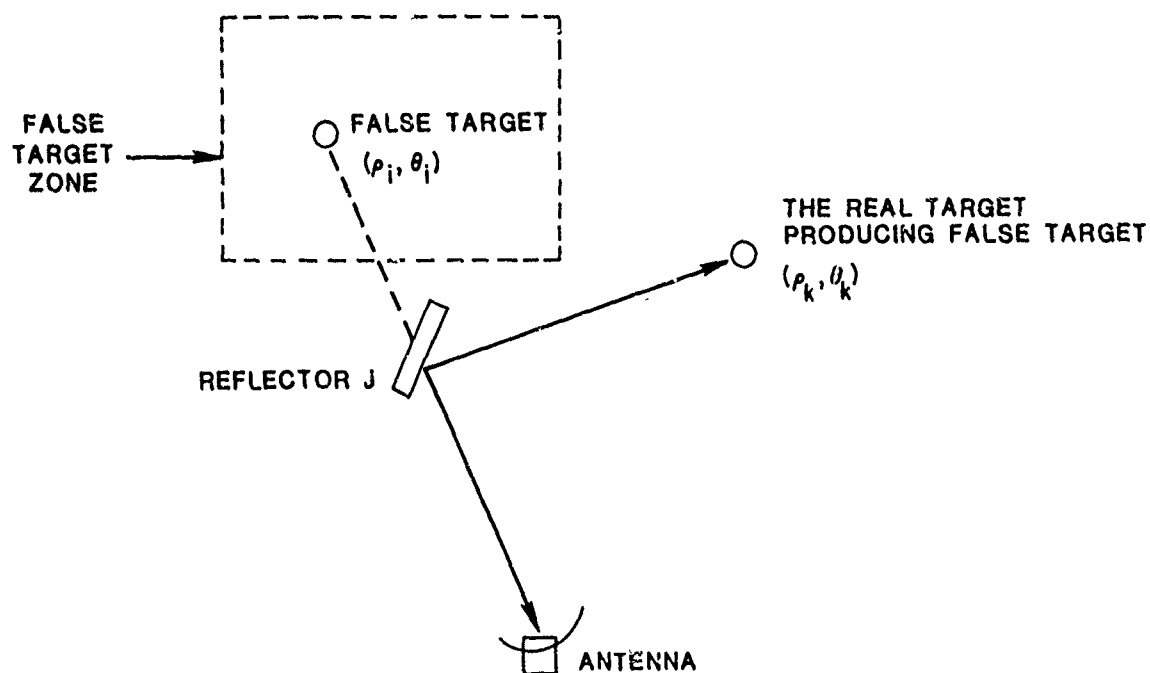 FALSE
TARGET
ZONE
FALSE TARGET
(ρi, θi)
THE REAL TARGET
PRODUCING FALSE TARGET
(ρk, θk)
REFLECTOR J
ANTENNA